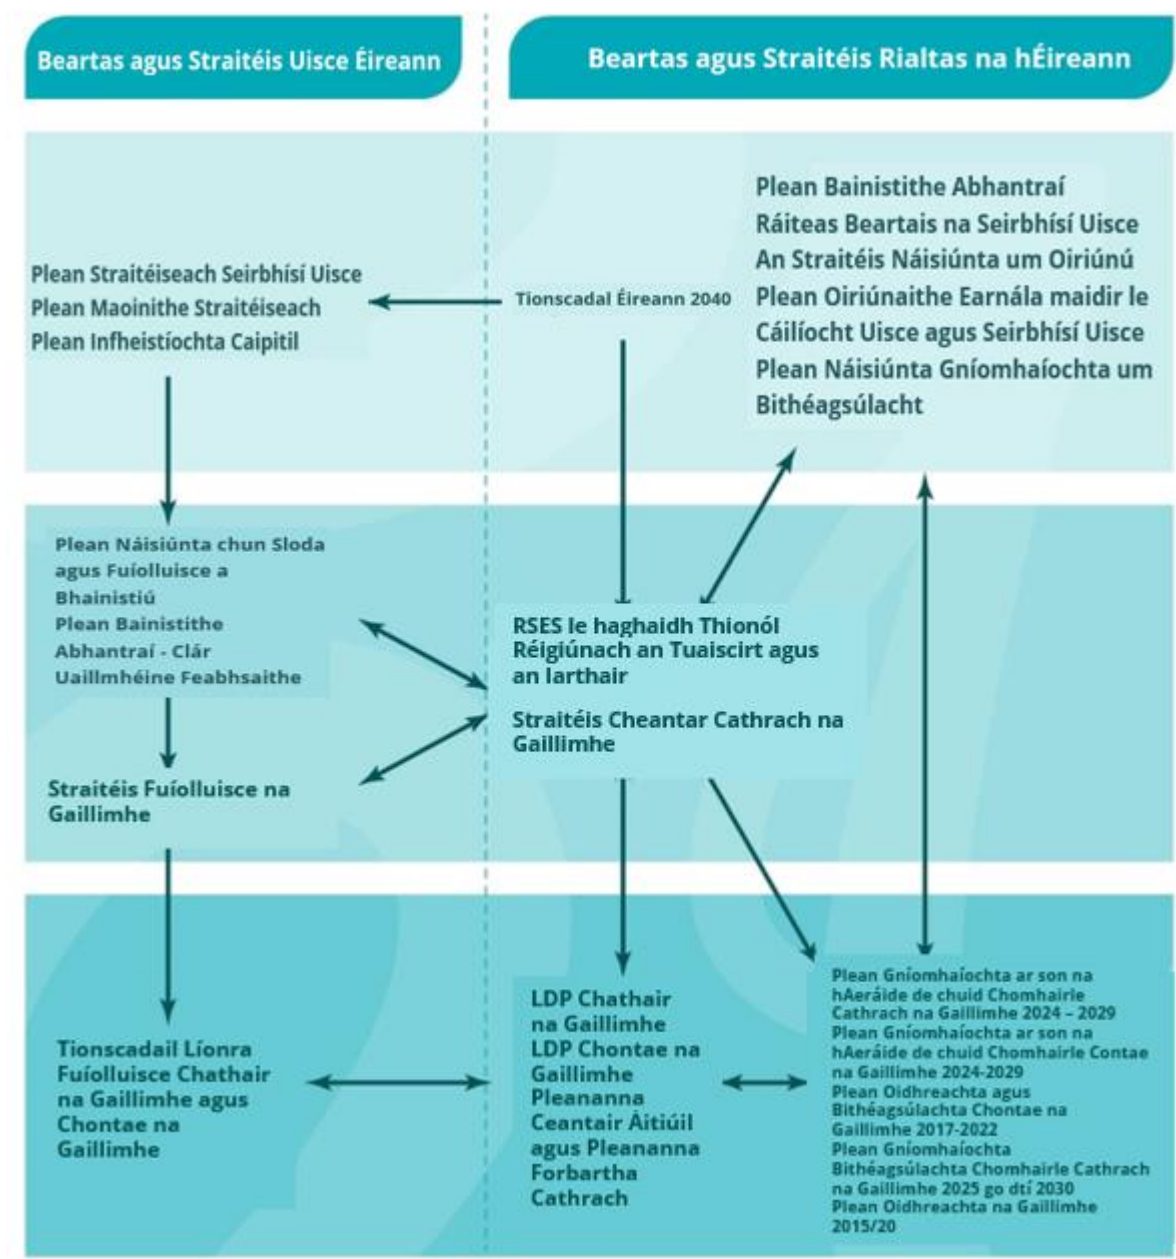 Beartas agus Straitéis Uisce Éireann
Beartas agus Straitéis Rialtas na hÉireann
Plean Straitéiseach Seirbhísí Uisce
Plean Maoinithe Straitéiseach
Plean Infheistíochta Caipitil
Tionscadal Éireann 2040
Plean Bainistithe Abhantraí
Ráiteas Beartais na Seirbhísí Uisce
An Straitéis Náisiúnta um Oiriúnú
Plean Oiriúnaithe Earnála maidir le
Cáilíocht Uisce agus Seirbhísí Uisce
Plean Náisiúnta Gníomhaíochta um
Bithéagsúlacht
Plean Náisiúnta chun Sloda
agus Fuíolluisce a
Bhainistiú
Plean Bainistithe
Abhantraí - Clár
Uaillmhéine Feabhsaithe
RSES le haghaidh Thionól
Réigiúnach an Tuaiscirt agus
an Iarthair
Straitéis Cheantar Cathrach na
Gaillimhe
Straitéis Fuíolluisce na
Gaillimhe
Tionscadail Líonra
Fuíolluisce Chathair
na Gaillimhe agus
Chontae na
Gaillimhe
LDP Chathair
na Gaillimhe
LDP Chontae na
Gaillimhe
Pleananna
Ceantair Áitiúil
agus Pleananna
Forbartha
Cathrach
Plean Gníomhaíochta ar son na
hAeráide de chuid Chomhairle
Cathrach na Gaillimhe 2024 – 2029
Plean Gníomhaíochta ar son na
hAeráide de chuid Chomhairle Contae
na Gaillimhe 2024-2029
Plean Oidhreachta agus
Bithéagsúlachta Chontae na
Gaillimhe 2017-2022
Plean Gníomhaíochta
Bithéagsúlachta Chomhairle Cathrach
na Gaillimhe 2025 go dtí 2030
Plean Oidhreachta na Gaillimhe
2015/20